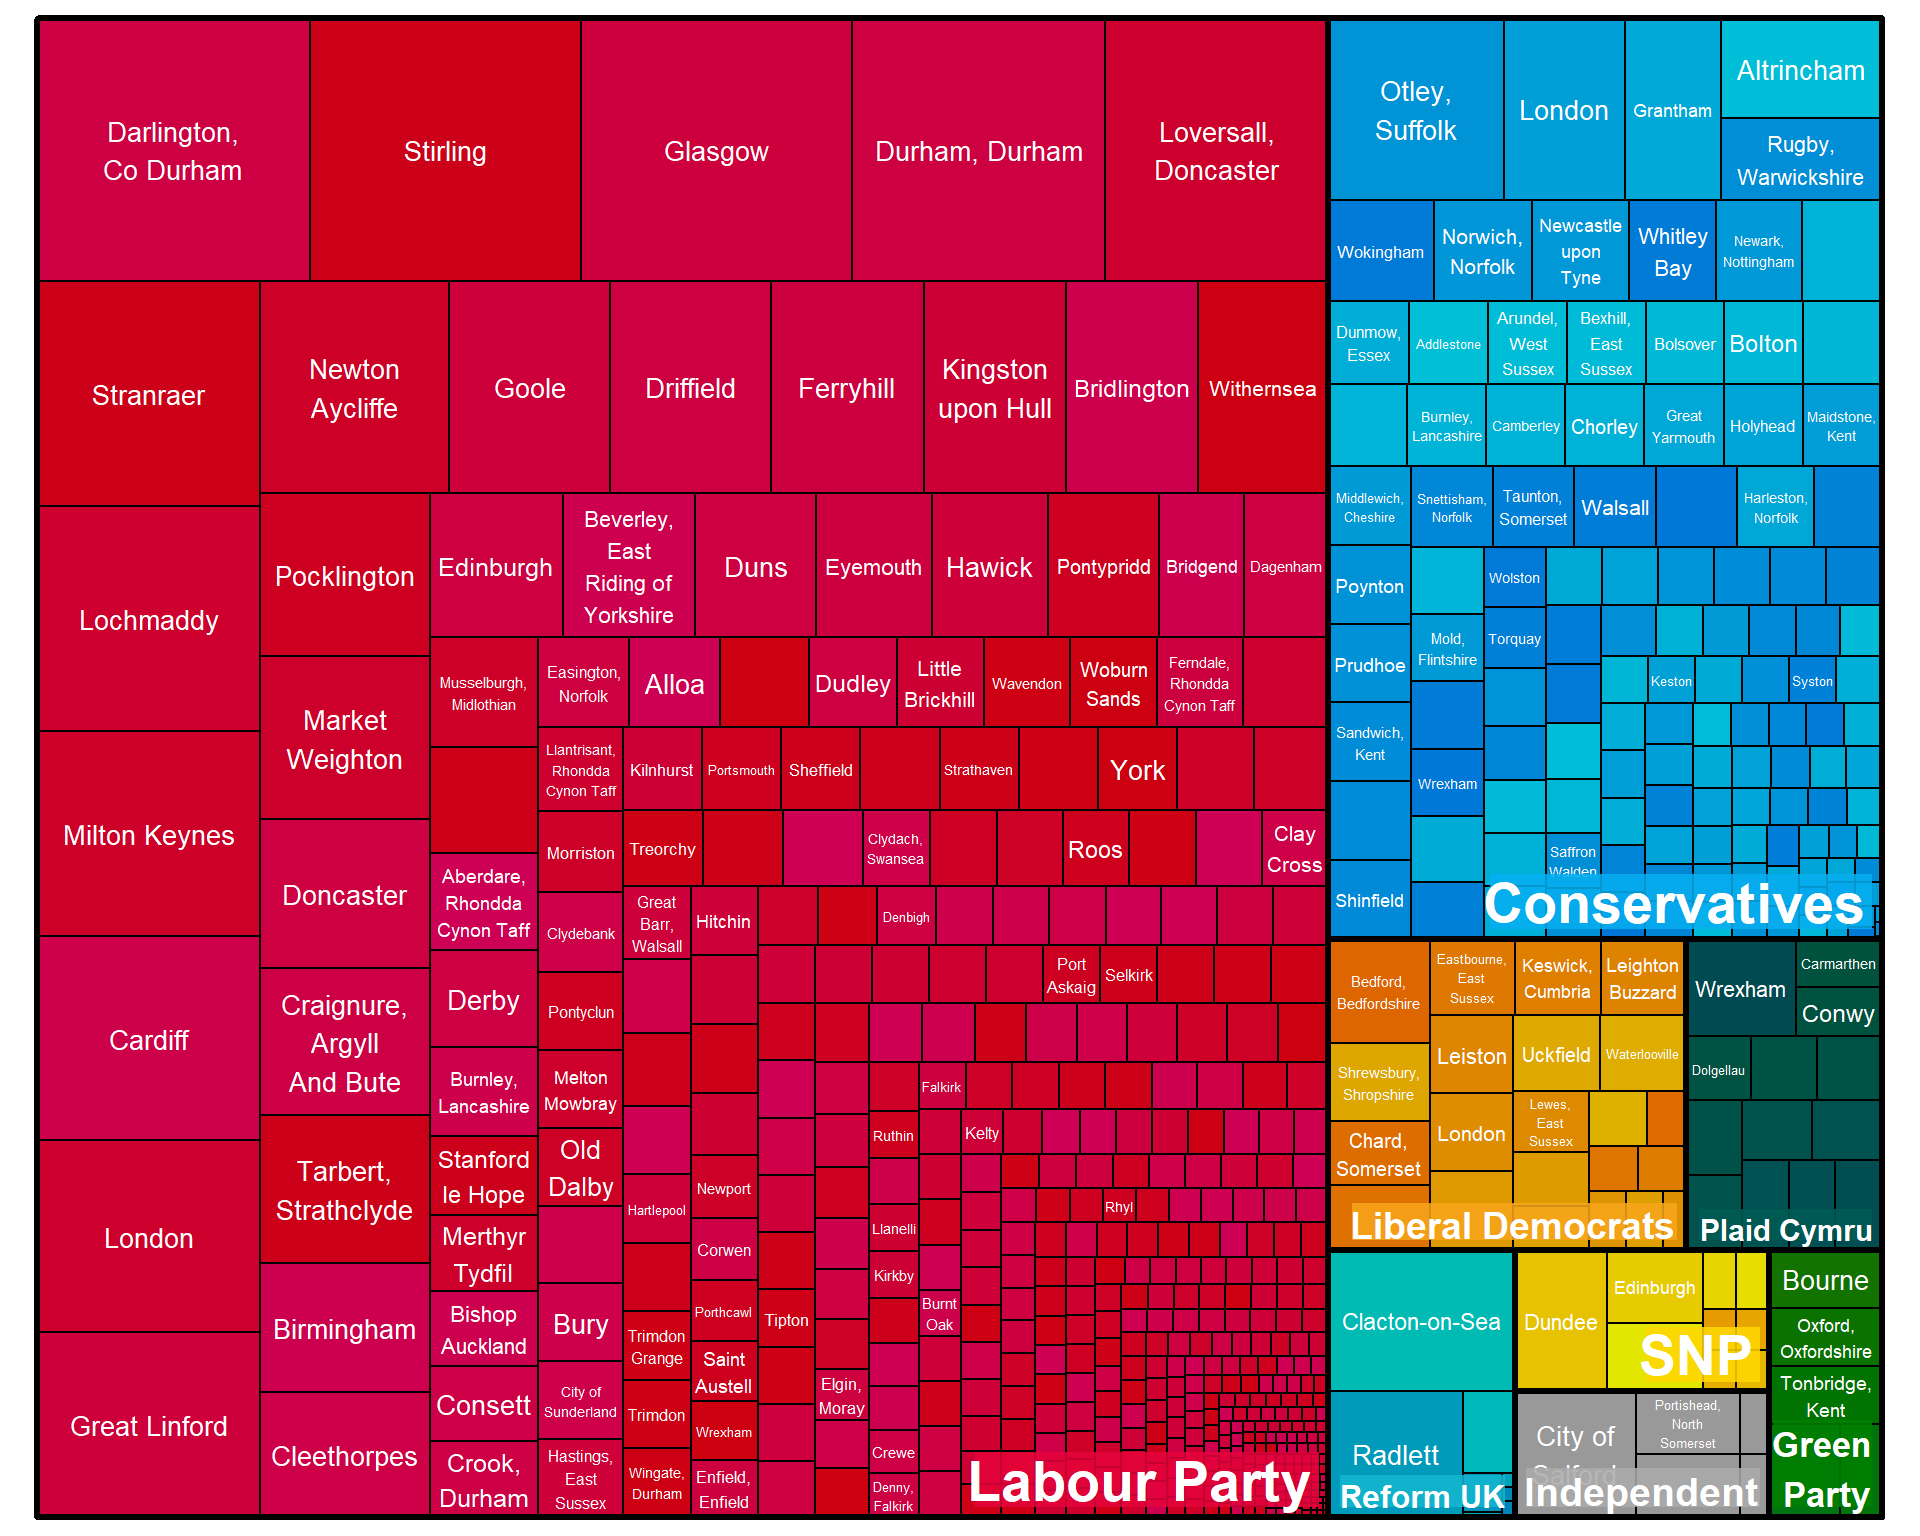 Darlington,
Co Durham
Stirling
Glasgow
Durham, Durham
Loversall,
Doncaster
Stranraer
Newton
Aycliffe
Goole
Driffield
Ferryhill
Kingston
upon Hull
Bridlington
Withernsea
Lochmaddy
Milton Keynes
Cardiff
London
Great Linford
Pocklington
Market
Weighton
Doncaster
Craignure,
Argyll
And Bute
Tarbert,
Strathclyde
Birmingham
Cleethorpes
Edinburgh
Beverley,
East
Riding of
Yorkshire
Duns
Eyemouth
Hawick
Pontypridd
Bridgend
Dagenham
Musselburgh,
Midlothian
Aberdare,
Rhondda
Cynon Taff
Derby
Burnley,
Lancashire
Stanford
le Hope
Merthyr
Tydfil
Bishop
Auckland
Consett
Crook,
Durham
Easington,
Norfolk
Alloa
Dudley
Little
Brickhill
Wavendon
Woburn
Sands
Ferndale,
Rhondda
Cynon Taff
Llantrisant,
Rhondda
Cynon Taff
Kilnhurst
Portsmouth
Sheffield
Strathaven
York
Morriston
Clydebank
Pontyclun
Melton
Mowbray
Old
Dalby
Bury
City of
Sunderland
Hastings,
East
Sussex
Treorchy
Clydach,
Swansea
Roos
Clay
Cross
Great
Barr,
Walsall
Hitchin
Denbigh
Port
Askaig
Selkirk
Hartlepool
Trimdon
Grange
Trimdon
Wingate,
Durham
Newport
Corwen
Porthcawl
Saint
Austell
Wrexham
Enfield,
Enfield
Tipton
Elgin,
Moray
Ruthin
Llanelli
Kirkby
Crewe
Denny,
Falkirk
Falkirk
Kelty
Burnt
Oak
Rhyl
Labour Party
Otley,
Suffolk
London
Grantham
Altrincham
Rugby,
Warwickshire
Wokingham
Norwich,
Norfolk
Newcastle
upon
Tyne
Whitley
Bay
Newark,
Nottingham
Dunmow,
Essex
Addlestone
Arundel,
West
Sussex
Bexhill,
East
Sussex
Bolsover
Bolton
Burnley,
Lancashire
Camberley
Chorley
Great
Yarmouth
Holyhead
Maidstone,
Kent
Middlewich,
Cheshire
Snettisham,
Norfolk
Taunton,
Somerset
Walsall
Harleston,
Norfolk
Poynton
Prudhoe
Sandwich,
Kent
Shinfield
Mold,
Flintshire
Wrexham
Wolston
Torquay
Keston
Syston
Saffron
Walden
Conservatives
Bedford,
Bedfordshire
Eastbourne,
East
Sussex
Keswick,
Cumbria
Leighton
Buzzard
Shrewsbury,
Shropshire
Leiston
Uckfield
Waterlooville
Chard,
Somerset
London
Lewes,
East
Sussex
Liberal Democrats
Wrexham
Carmarthen
Conwy
Dolgellau
Plaid Cymru
Clacton-on-Sea
Radlett
Reform UK
Dundee
Edinburgh
SNP
City of
Salford
Portishead,
North
Somerset
Independent
Bourne
Oxford,
Oxfordshire
Tonbridge,
Kent
Green
Party